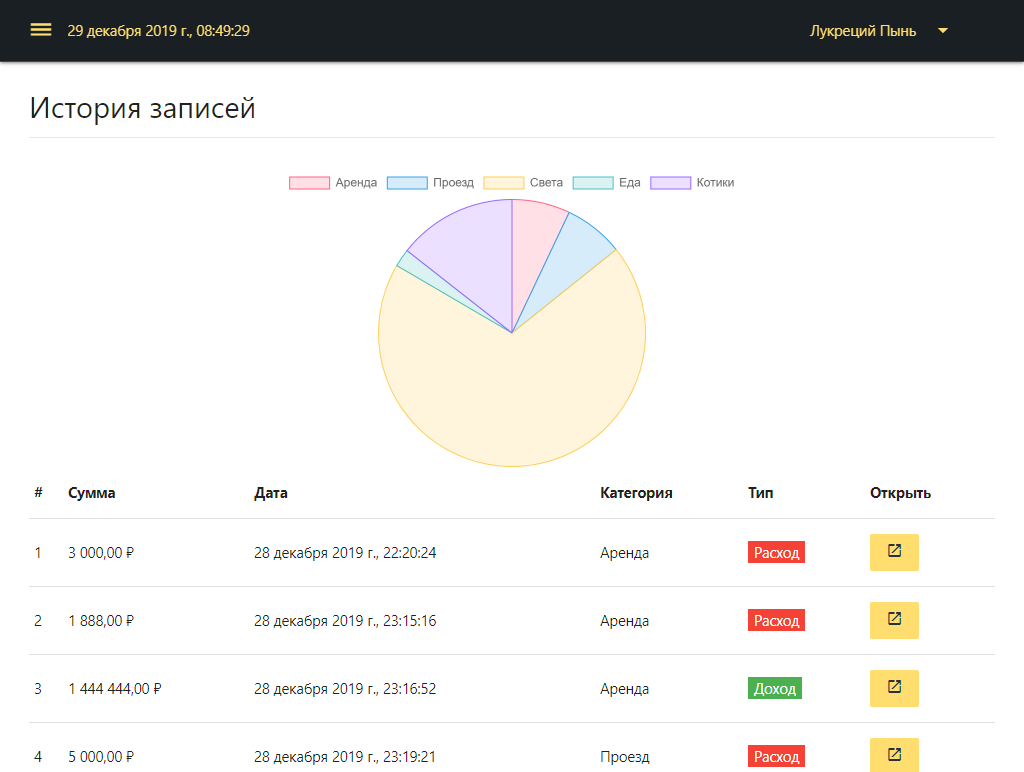 29 декабря 2019 г., 08:49:29 Лукреций Пынь
История записей
Аренда Проезд Света Еда Котики
# Сумма Дата Категория Тип Открыть
1 3 000,00 ₽ 28 декабря 2019 г., 22:20:24 Аренда Расход
2 1 888,00 ₽ 28 декабря 2019 г., 23:15:16 Аренда Расход
3 1 444 444,00 ₽ 28 декабря 2019 г., 23:16:52 Аренда Доход
4 5 000,00 ₽ 28 декабря 2019 г., 23:19:21 Проезд Расход